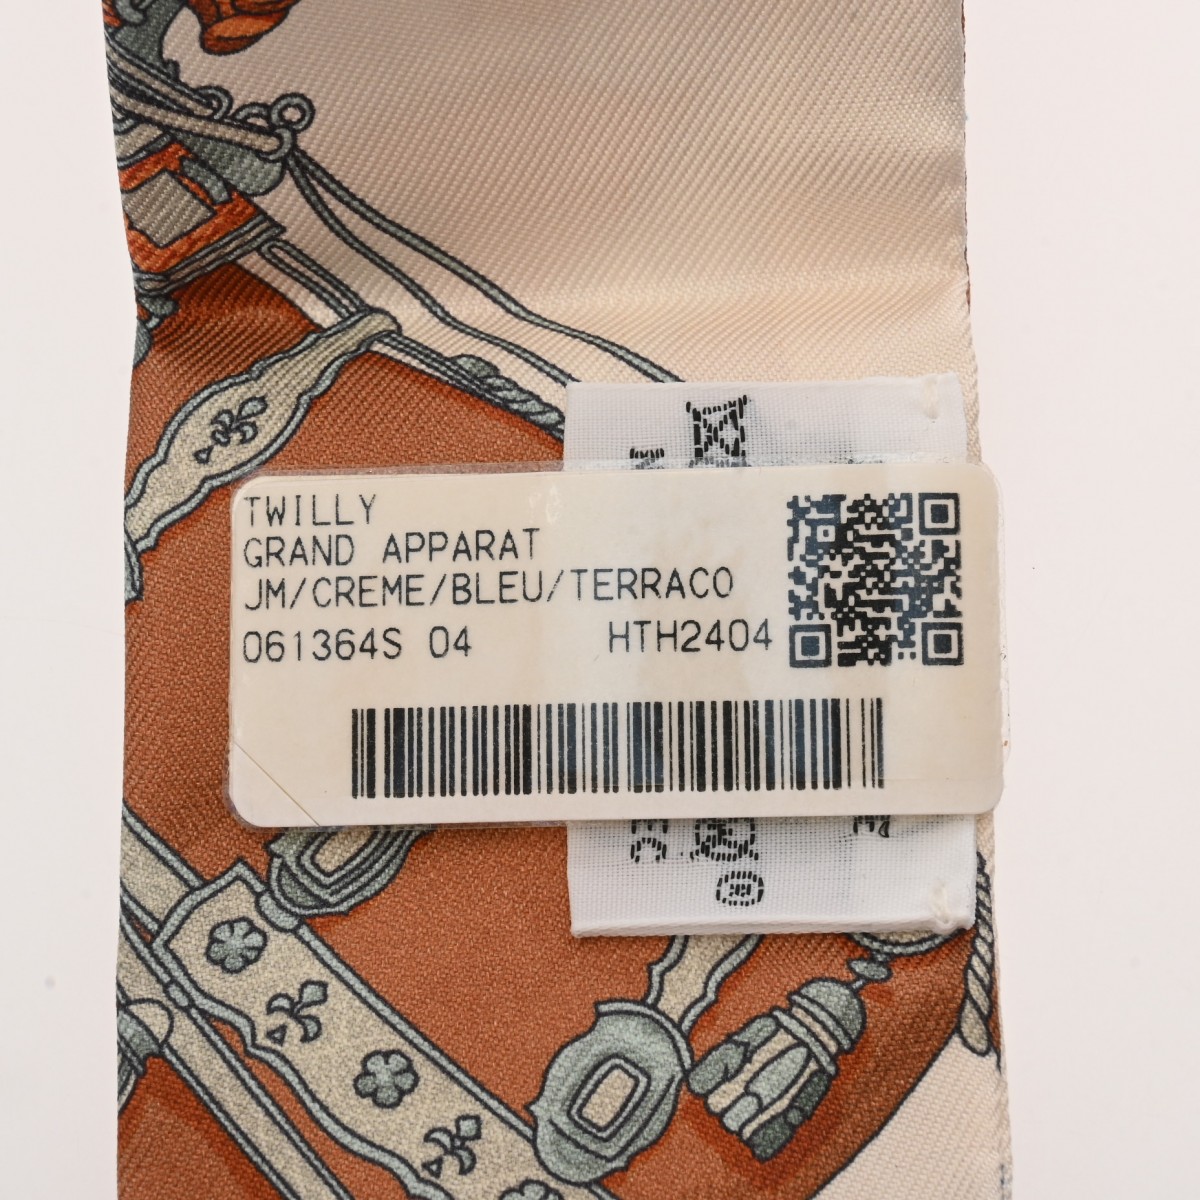 TWILLY
GRAND APPARAT
JM/CREME/BLEU/TERRACO
061364S 04 HTH2404